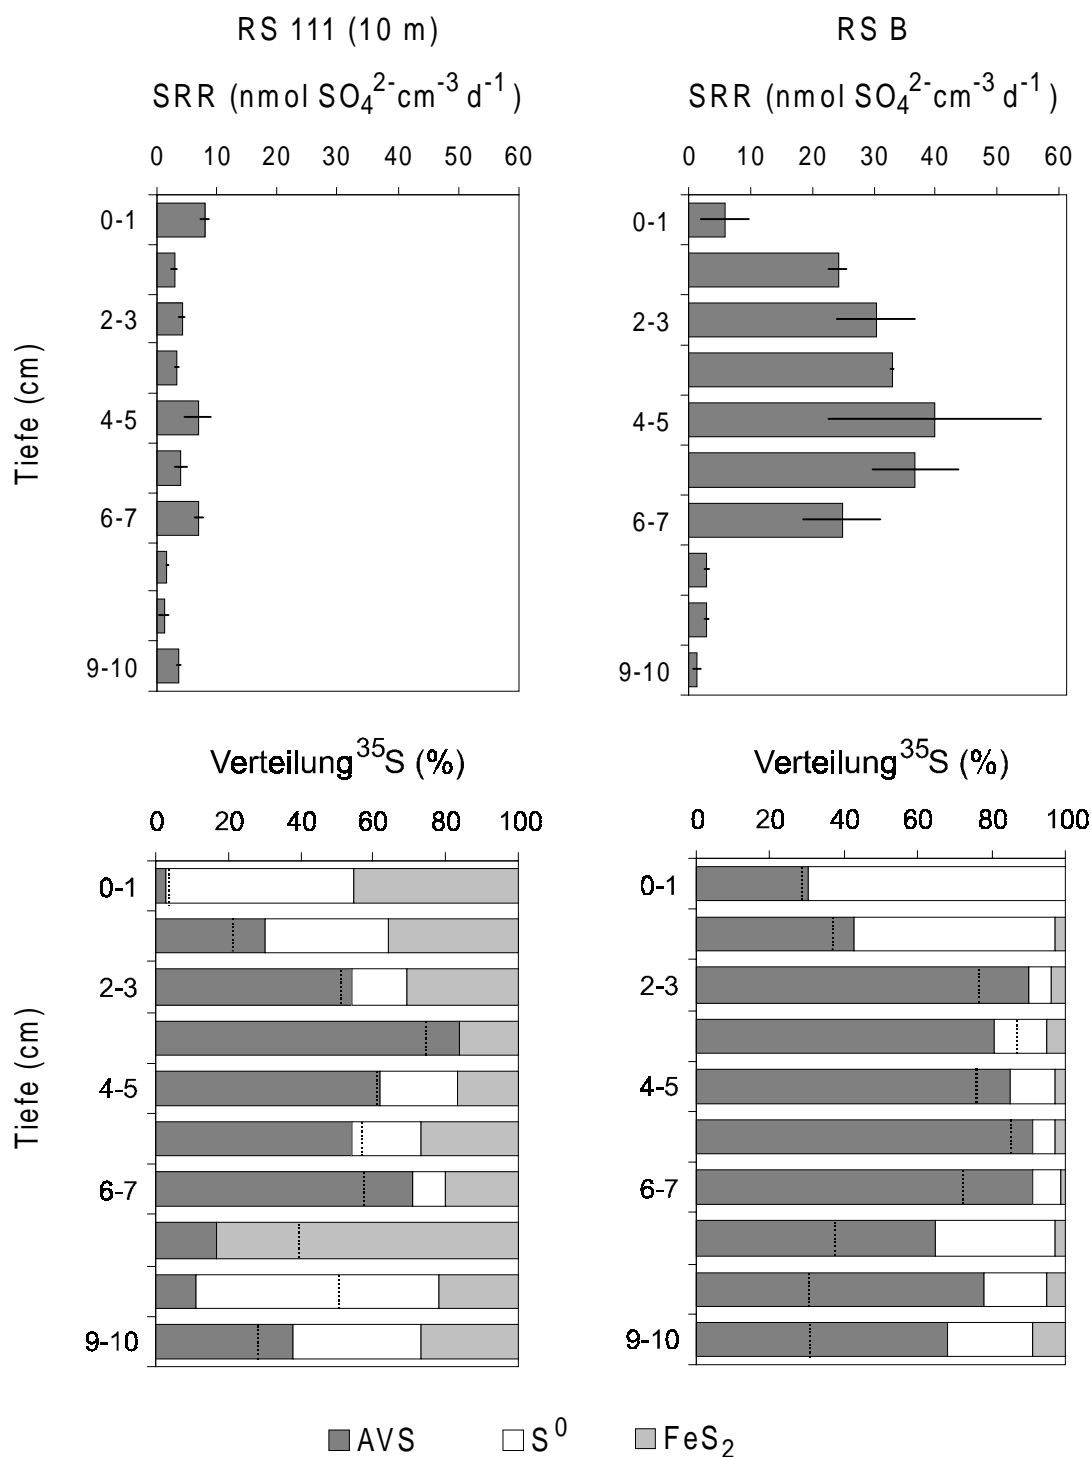 RS 111 (10 m)
SRR (nmol SO₄²⁻cm⁻³ d⁻¹)
0 10 20 30 40 50 60
0-1
2-3
4-5
6-7
9-10
RS B
SRR (nmol SO₄²⁻cm⁻³ d⁻¹)
0 10 20 30 40 50 60
0-1
2-3
4-5
6-7
9-10
Tiefe (cm)
Verteilung³⁵S (%)
0 20 40 60 80 100
0-1
2-3
4-5
6-7
9-10
Verteilung³⁵S (%)
0 20 40 60 80 100
0-1
2-3
4-5
6-7
9-10
Tiefe (cm)
AVS S⁰ FeS₂